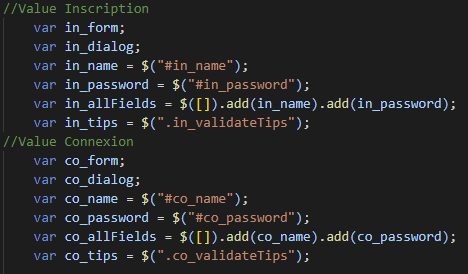 //Value Inscription
var in_form;
var in_dialog;
var in_name = $("#in_name");
var in_password = $("#in_password");
var in_allFields = $([]).add(in_name).add(in_password);
var in_tips = $(".in_validateTips");
//Value Connexion
var co_form;
var co_dialog;
var co_name = $("#co_name");
var co_password = $("#co_password");
var co_allFields = $([]).add(co_name).add(co_password);
var co_tips = $(".co_validateTips");